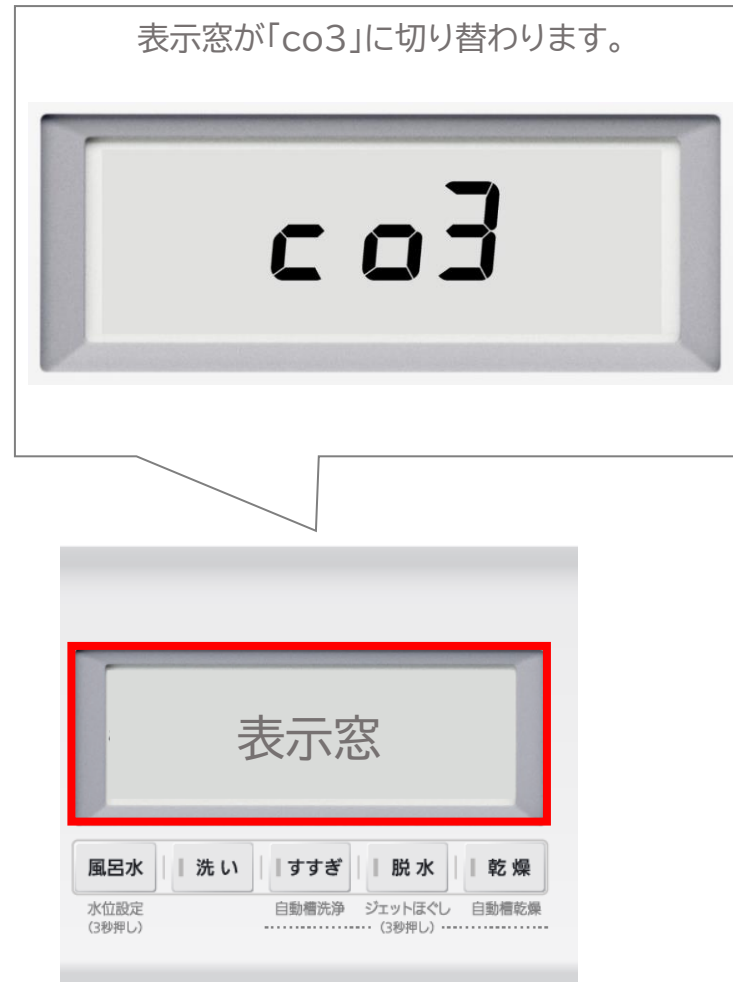 表示窓が「co3」に切り替わります。
co3
表示窓
風呂水 洗い すすぎ 脱水 乾燥
水位設定 自動槽洗浄 ジェットほぐし 自動槽乾燥
(3秒押し) (3秒押し)